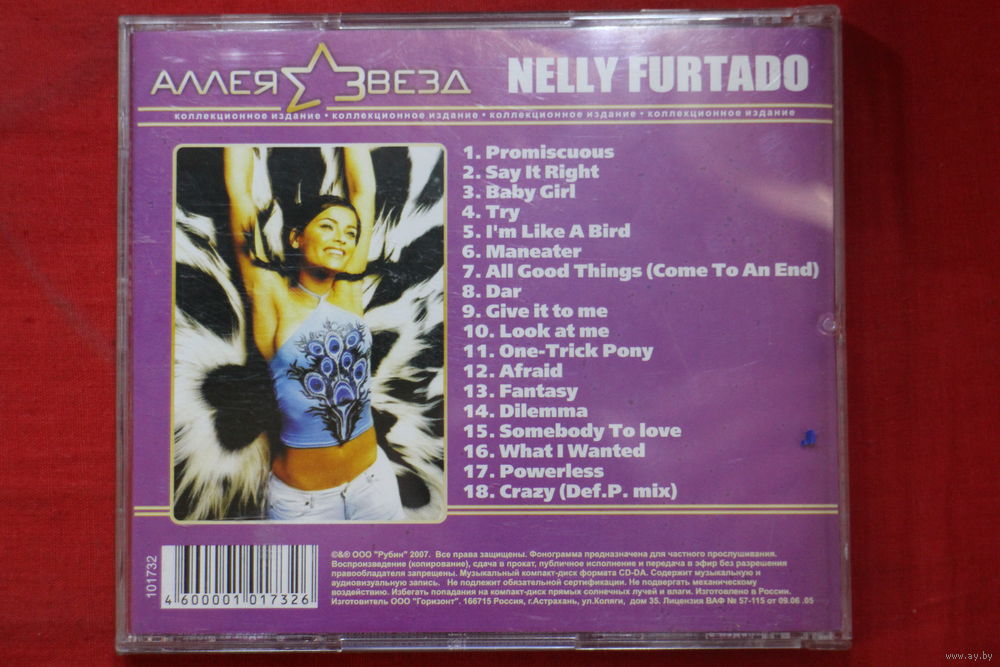 АЛЛЕЯ ЗВЕЗД
NELLY FURTADO
коллекционное издание • коллекционное издание • коллекционное издание • коллекционное издание
1. Promiscuous
2. Say It Right
3. Baby Girl
4. Try
5. I'm Like A Bird
6. Maneater
7. All Good Things (Come To An End)
8. Dar
9. Give it to me
10. Look at me
11. One-Trick Pony
12. Afraid
13. Fantasy
14. Dilemma
15. Somebody To love
16. What I Wanted
17. Powerless
18. Crazy (Def.P. mix)
101732
4 600001 017326
©&℗ ООО "Рубин" 2007. Все права защищены. Фонограмма предназначена для частного прослушивания.
Воспроизведение (копирование), сдача в прокат, публичное исполнение и передача в эфир без разрешения
правообладателя запрещены. Музыкальный компакт-диск формата CD-DA. Содержит музыкальную и
аудиовизуальную запись. Не подлежит обязательной сертификации. Не подвергать механическому
воздействию. Избегать попадания на компакт-диск прямых солнечных лучей и влаги. Изготовлено в России.
Изготовитель ООО "Горизонт". 166715 Россия, г.Астрахань, ул.Коляги, дом 35. Лицензия ВАФ № 57-115 от 09.06 .05
www.ay.by